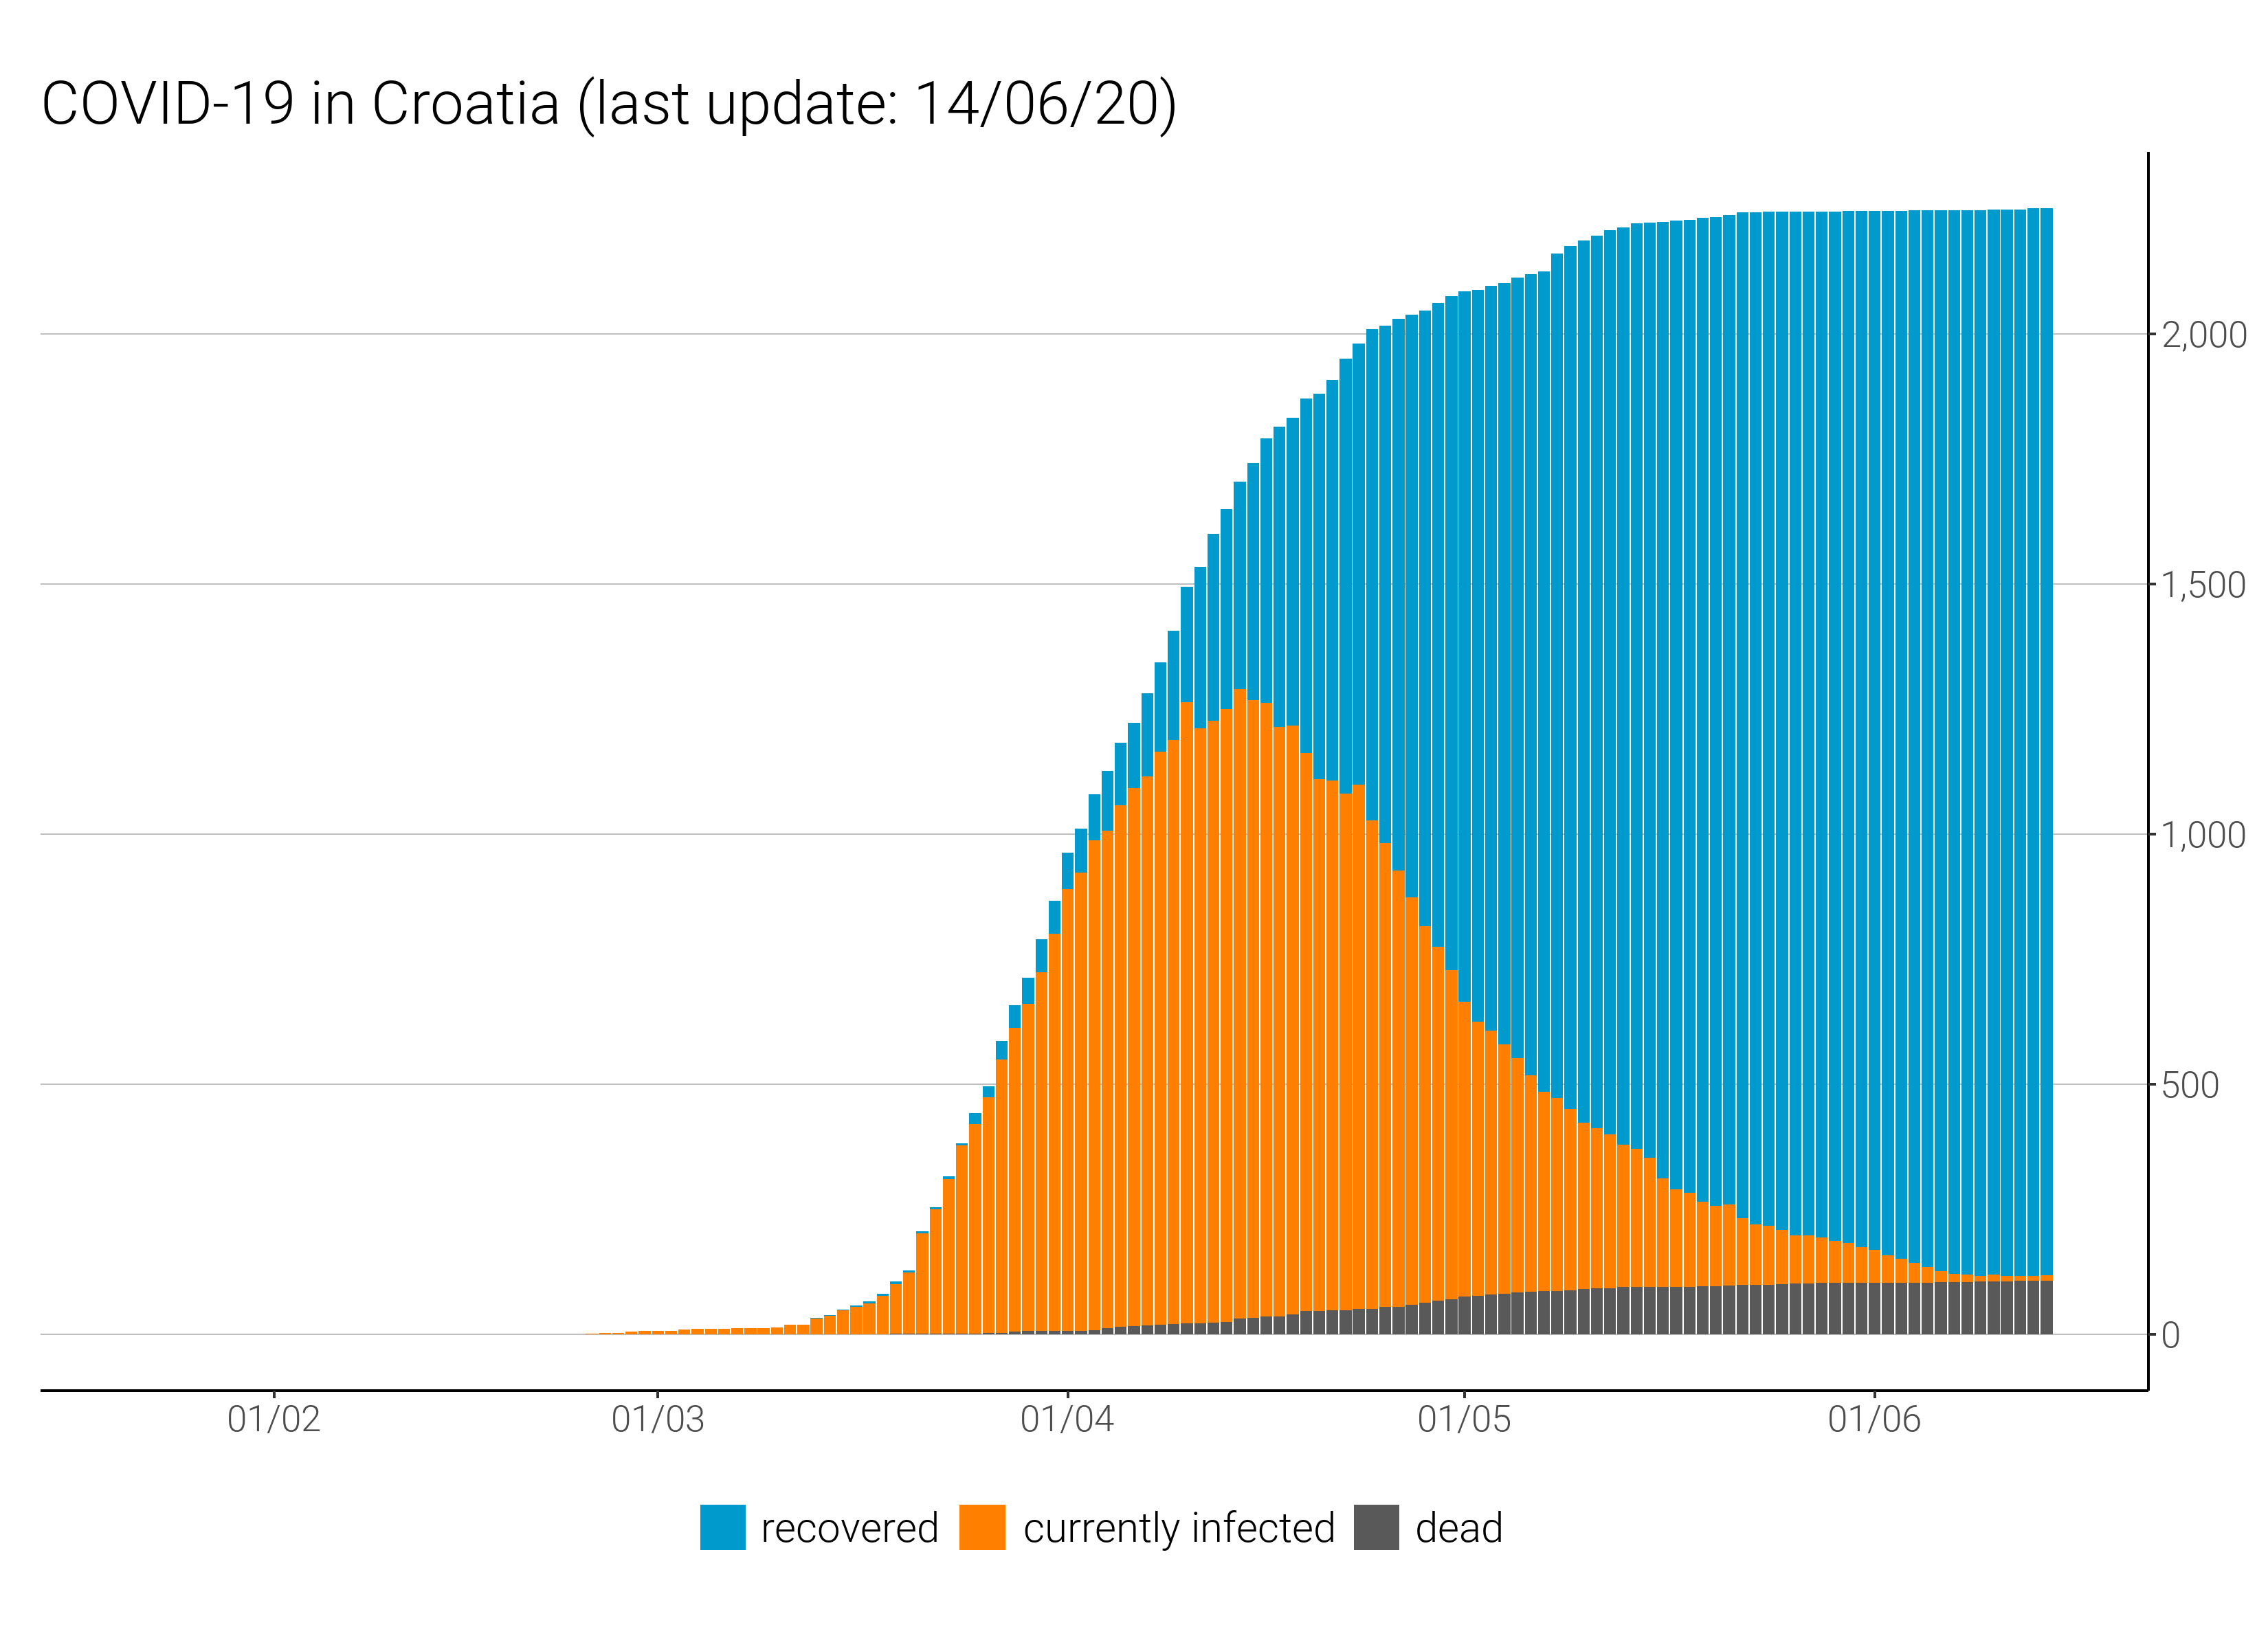 COVID-19 in Croatia (last update: 14/06/20)
2,000
1,500
1,000
500
0
01/02 01/03 01/04 01/05 01/06
recovered currently infected dead